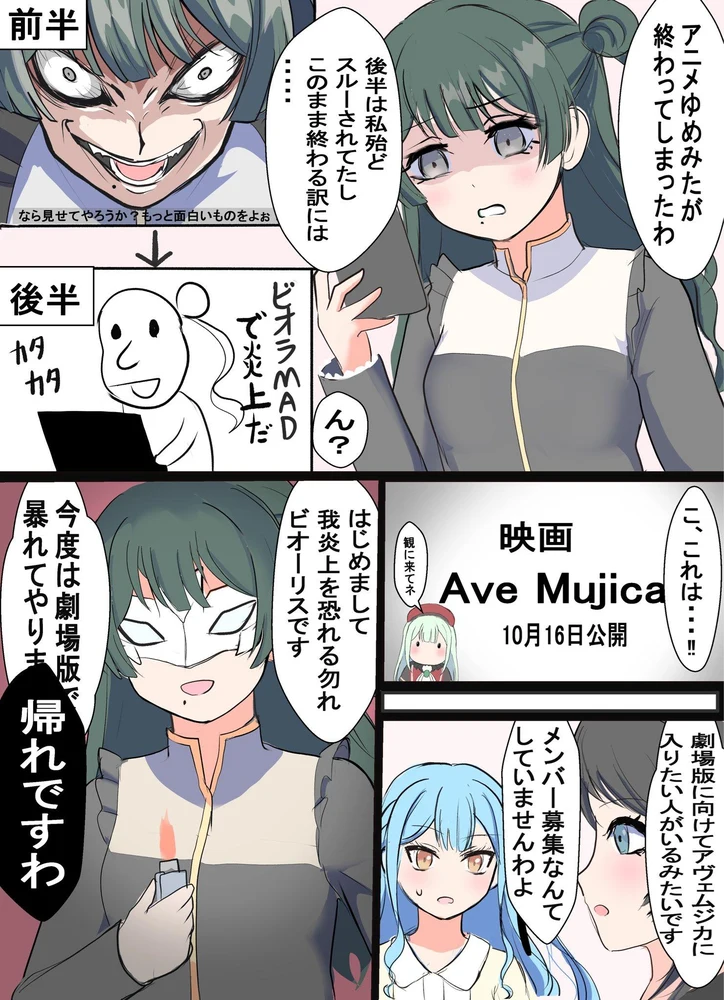 アニメゆめみたが
終わってしまったわ
後半は私殆ど
スルーされてたし
このまま終わる訳には
・・・・・
前半
なら見せてやろうか？もっと面白いものをよぉ
↓
後半
カタ
カタ
ビオラMAD
で炎上だ
ん？
こ、これは・・・・!!
映画
Ave Mujica
10月16日公開
観に来てネ
劇場版に向けてアヴェムジカに
入りたい人がいるみたいです
メンバー募集なんて
していませんわよ
はじめまして
我炎上を恐れる勿れ
ビオーリスです
今度は劇場版で
暴れてやりま
帰れですわ